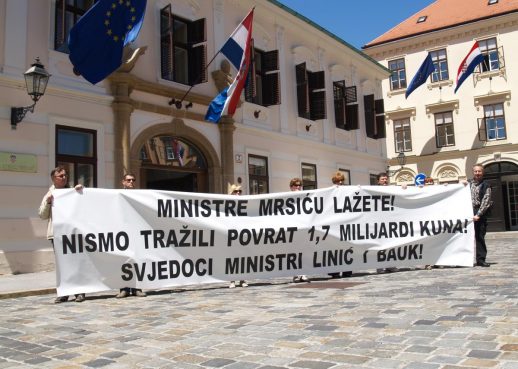 MINISTRE MRSIĆU LAŽETE!
NISMO TRAŽILI POVRAT 1,7 MILIJARDI KUNA!
SVJEDOCI MINISTRI LINIĆ I BAUK!